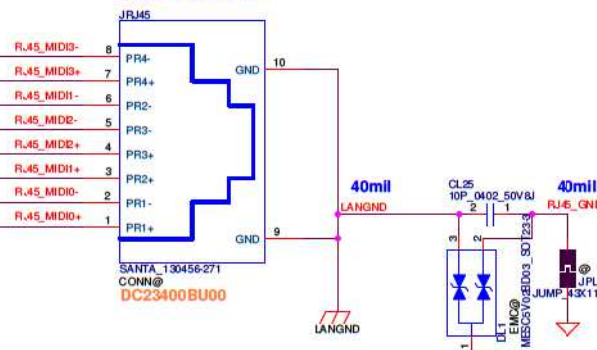 JRJ45
RJ45_MIDI3- 8 PR4-
RJ45_MIDI3+ 7 PR4+
RJ45_MIDI1- 6 PR2-
RJ45_MIDI2- 5 PR3-
RJ45_MIDI2+ 4 PR3+
RJ45_MIDI1+ 3 PR2+
RJ45_MIDI0- 2 PR1-
RJ45_MIDI0+ 1 PR1+
GND 10
GND 9
SANTA_130456-271
CONN@
DC23400BU00
40mil
LANGND
LANGND
CL25
10P_0402_50V8J
2 1
40mil
RJ45_GND
3 2
1
DL1
EMC@
@
JPL
JUMP_43X11